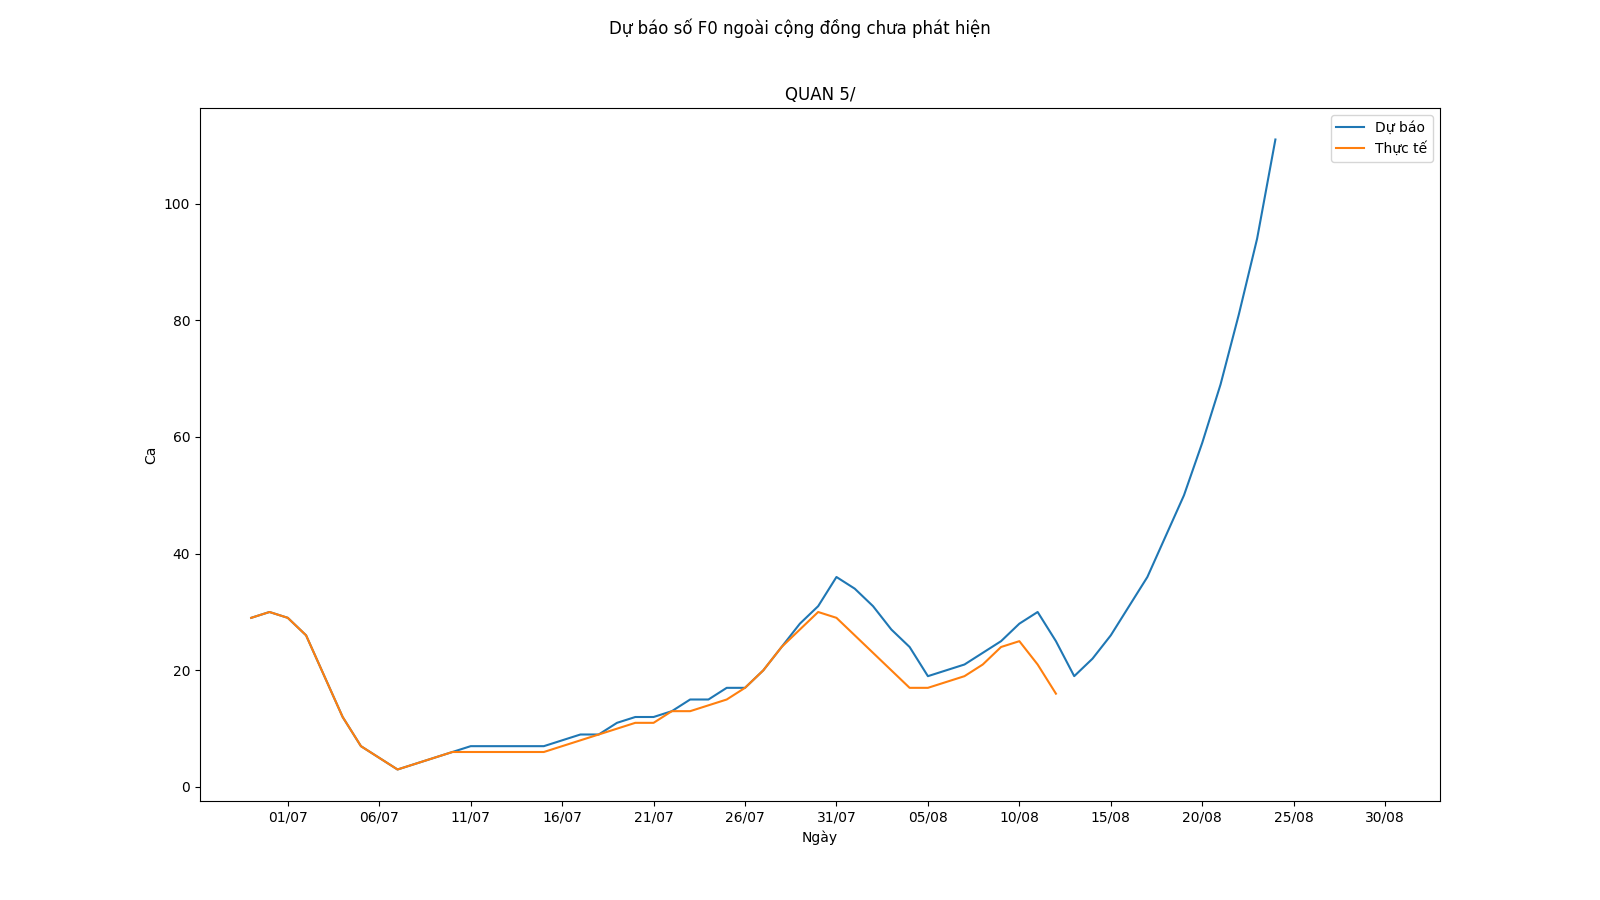 Dự báo số F0 ngoài cộng đồng chưa phát hiện
QUAN 5/
Dự báo
Thực tế
100
80
60
40
20
0
Ca
01/07 06/07 11/07 16/07 21/07 26/07 31/07 05/08 10/08 15/08 20/08 25/08 30/08
Ngày